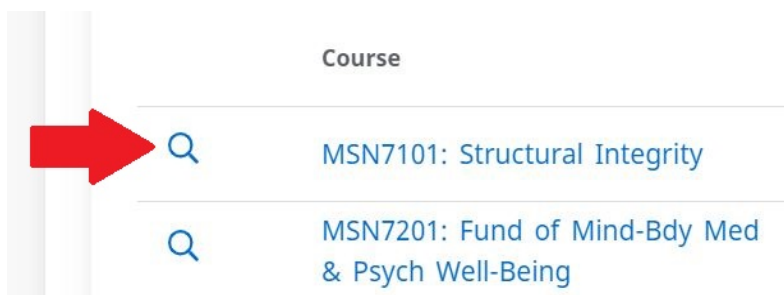 Course
MSN7101: Structural Integrity
MSN7201: Fund of Mind-Bdy Med
& Psych Well-Being